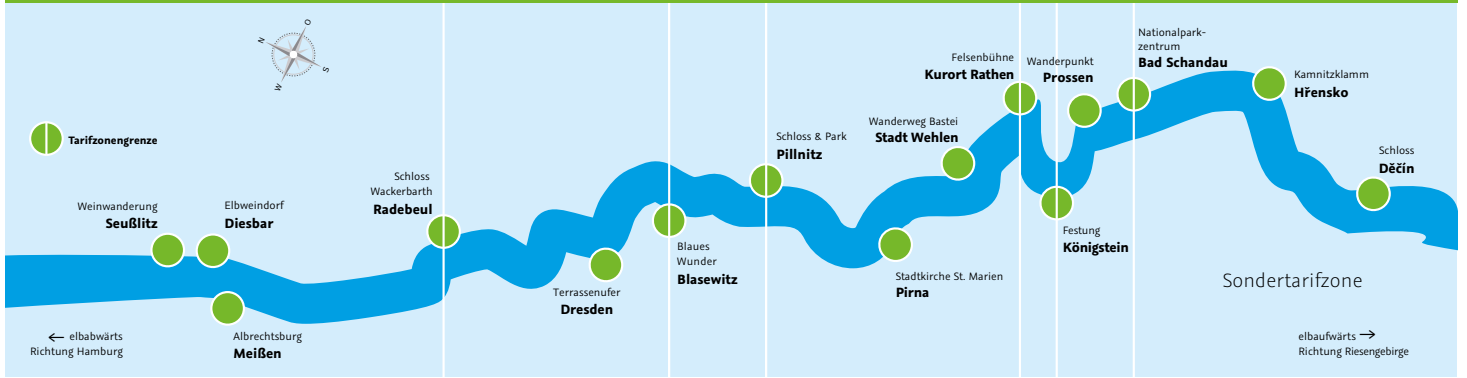 N
O
S
W
Tarifzonengrenze
Weinwanderung
Seußlitz
Elbweindorf
Diesbar
Albrechtsburg
Meißen
Schloss
Wackerbarth
Radebeul
Terrassenufer
Dresden
Blaues
Wunder
Blasewitz
Schloss & Park
Pillnitz
Stadtkirche St. Marien
Pirna
Wanderweg Bastei
Stadt Wehlen
Felsenbühne
Kurort Rathen
Festung
Königstein
Wanderpunkt
Prossen
Nationalpark-
zentrum
Bad Schandau
Kamnitzklamm
Hřensko
Schloss
Děčín
Sondertarifzone
← elbabwärts
Richtung Hamburg
elbaufwärts →
Richtung Riesengebirge